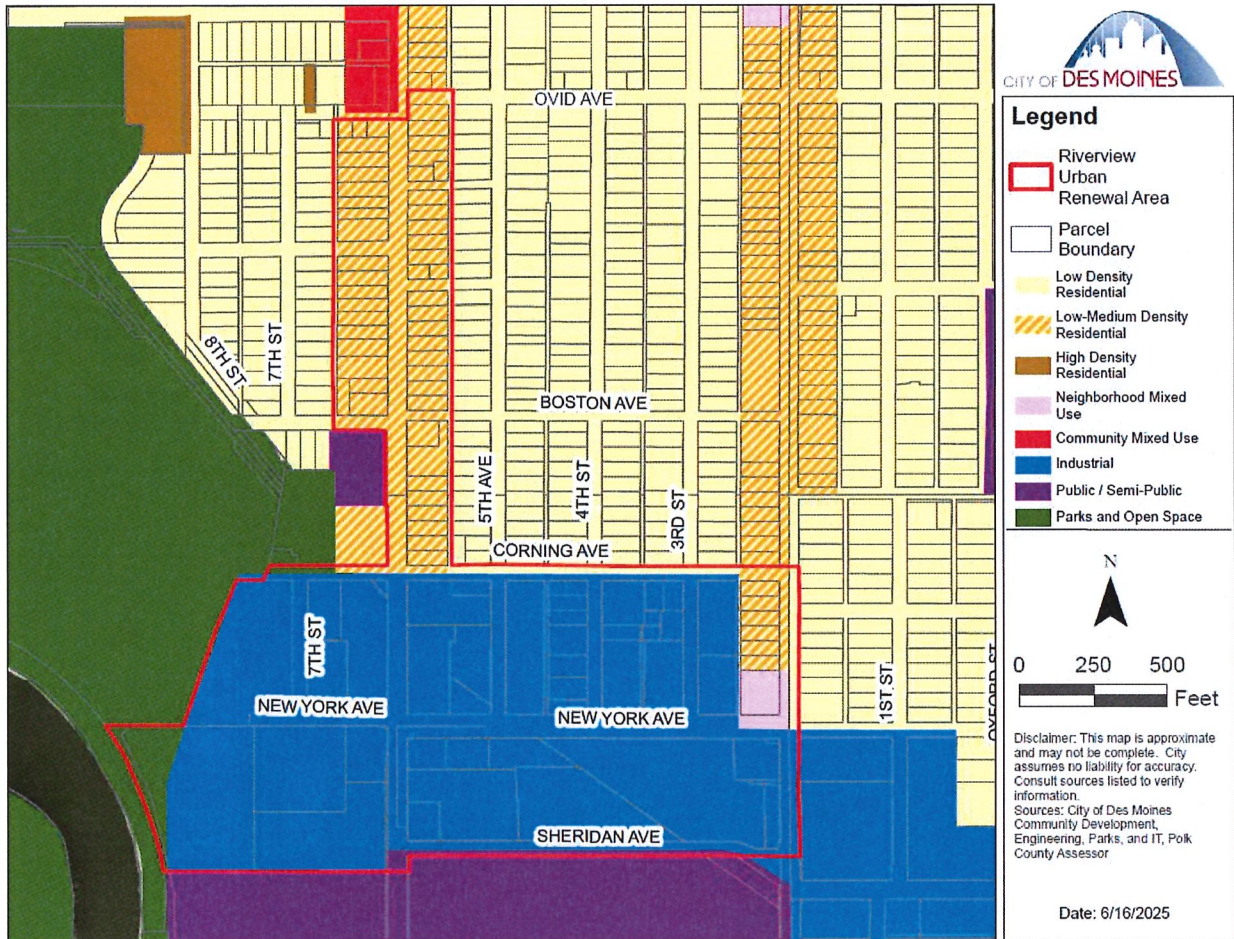 CITY OF DES MOINES
Legend
Riverview
Urban
Renewal Area
Parcel
Boundary
Low Density
Residential
Low-Medium Density
Residential
High Density
Residential
Neighborhood Mixed
Use
Community Mixed Use
Industrial
Public / Semi-Public
Parks and Open Space
N
0 250 500
Feet
Disclaimer: This map is approximate
and may not be complete. City
assumes no liability for accuracy.
Consult sources listed to verify
information.
Sources: City of Des Moines
Community Development,
Engineering, Parks, and IT, Polk
County Assessor
Date: 6/16/2025
OVID AVE
8TH ST
7TH ST
BOSTON AVE
5TH AVE
4TH ST
3RD ST
CORNING AVE
7TH ST
NEW YORK AVE
NEW YORK AVE
1ST ST
OXFORD ST
SHERIDAN AVE